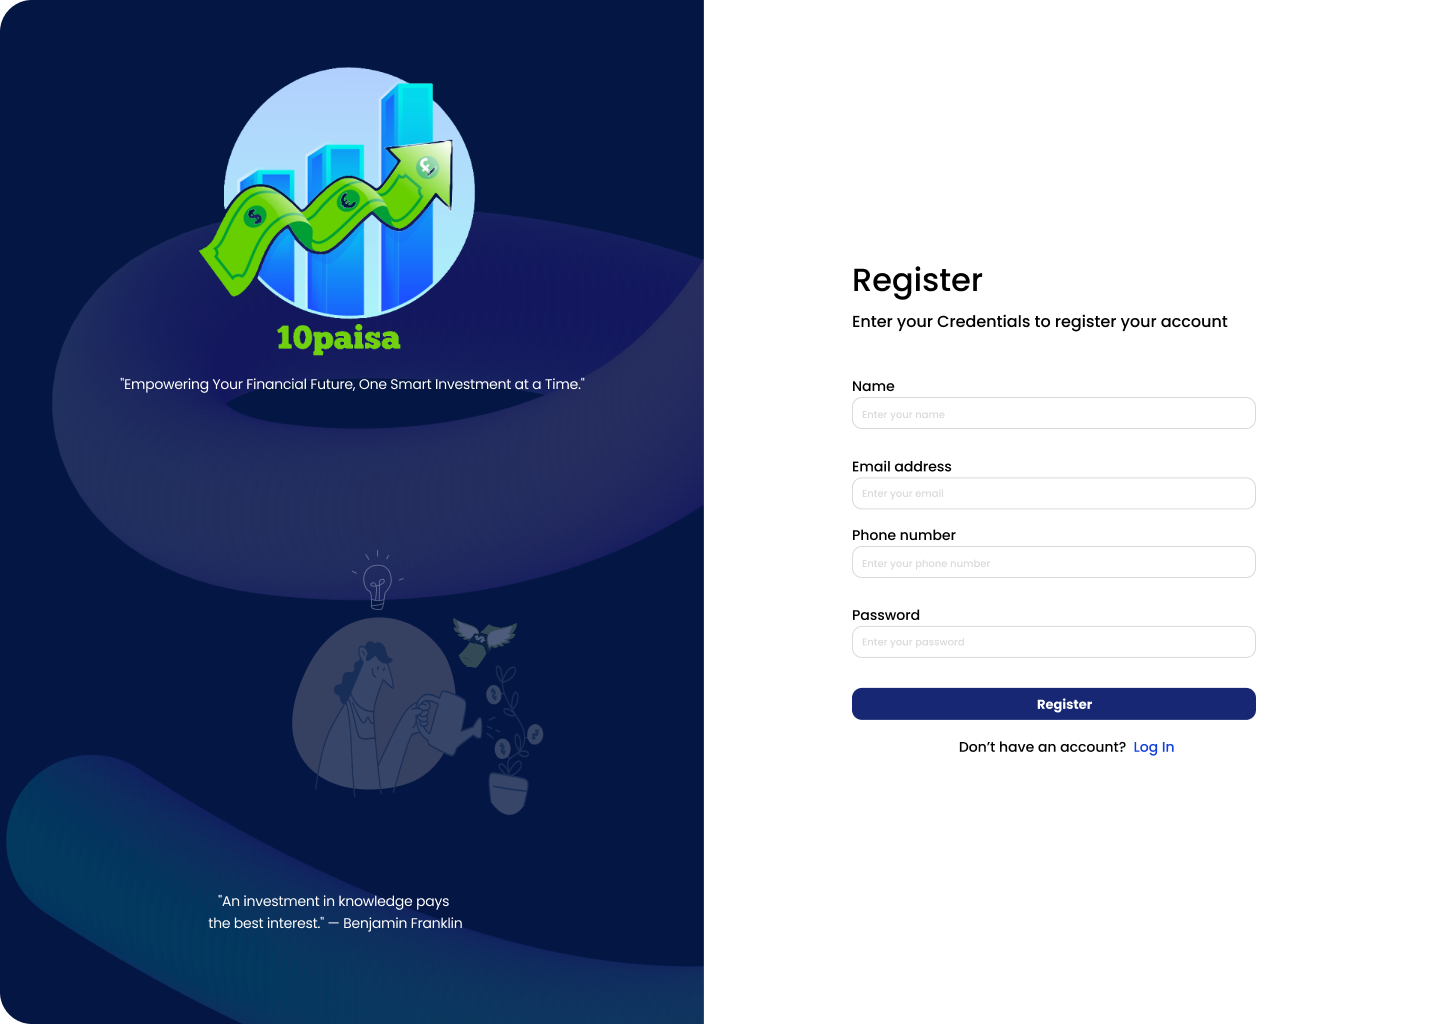 10paisa
"Empowering Your Financial Future, One Smart Investment at a Time."
"An investment in knowledge pays
the best interest." — Benjamin Franklin
Register
Enter your Credentials to register your account
Name
Enter your name
Email address
Enter your email
Phone number
Enter your phone number
Password
Enter your password
Register
Don’t have an account? Log In